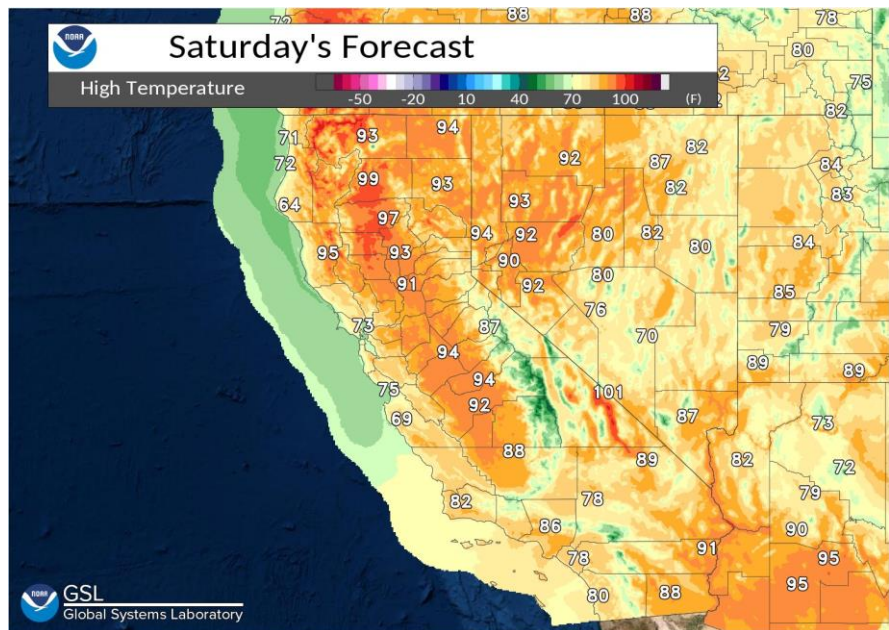 72 88 88 78
NOAA
Saturday's Forecast
80
High Temperature
-50 -20 10 40 70 100 (F)
75
82
71 93 94
72 92 87 82 84
99 93 82 83
64 97 93
95 93 94 92 80 82 80 84
91 90 92 80 85
73 87 76 79
94 70
75 94 101 89 89
69 92 87 73
88 89 82 72
82 78 79
86 90
78 91 95
80 88 95
NOAA
GSL
Global Systems Laboratory